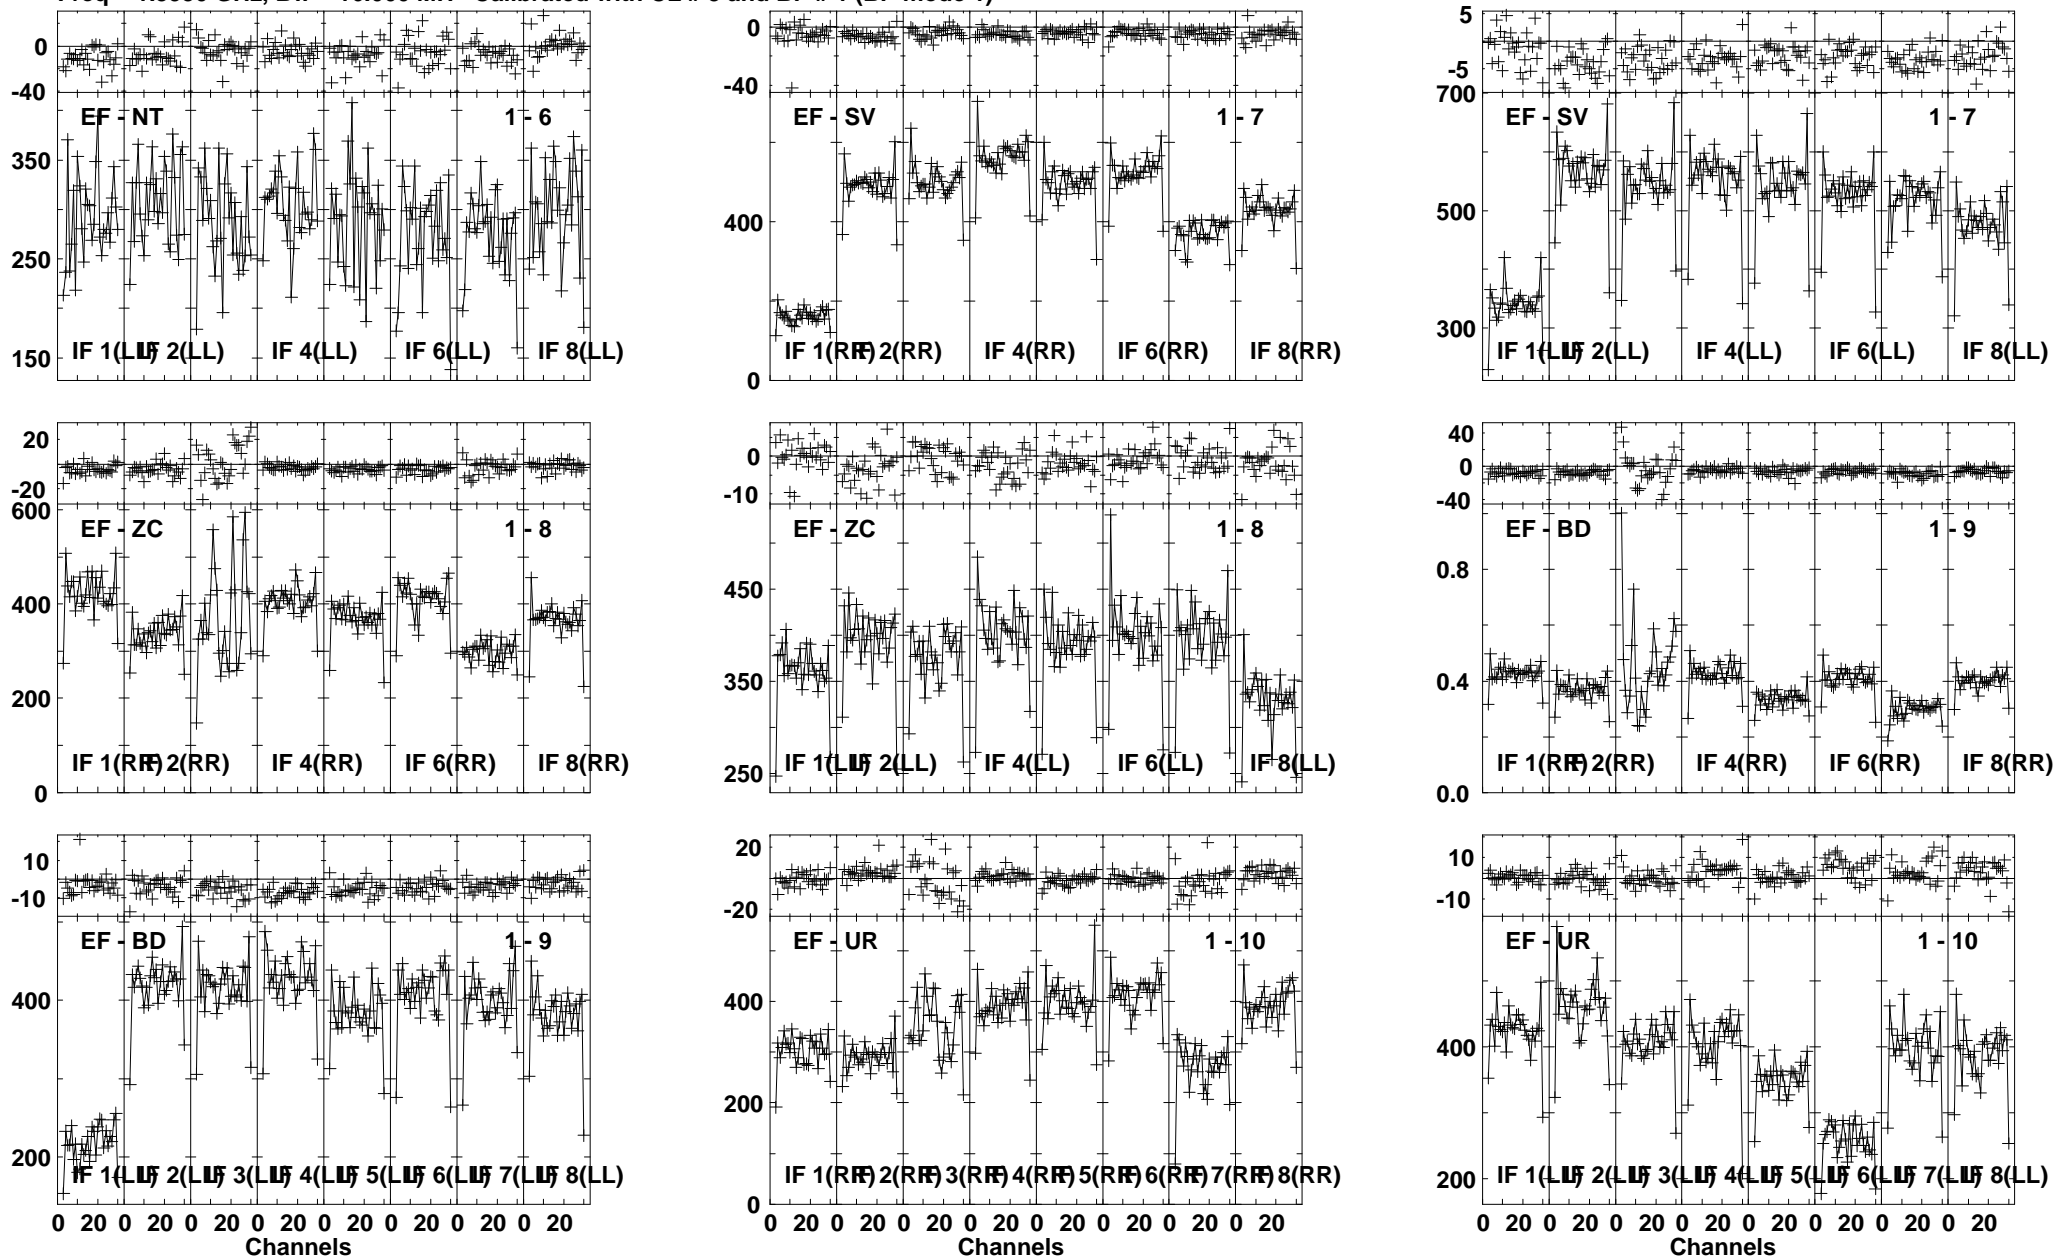 0
-40
EF - NT 1 - 6
350
250
150
IF 1(LL) IF 2(LL) IF 4(LL) IF 6(LL) IF 8(LL)
0
-40
EF - SV 1 - 7
400
0
IF 1(RR) IF 2(RR) IF 4(RR) IF 6(RR) IF 8(RR)
5
-5
700
EF - SV 1 - 7
500
300
IF 1(LL) IF 2(LL) IF 4(LL) IF 6(LL) IF 8(LL)
20
-20
600
EF - ZC 1 - 8
400
200
0
IF 1(RR) IF 2(RR) IF 4(RR) IF 6(RR) IF 8(RR)
0
-10
EF - ZC 1 - 8
450
350
250
IF 1(LL) IF 2(LL) IF 4(LL) IF 6(LL) IF 8(LL)
40
0
-40
EF - BD 1 - 9
0.8
0.4
0.0
IF 1(RR) IF 2(RR) IF 4(RR) IF 6(RR) IF 8(RR)
10
-10
EF - BD 1 - 9
400
200
IF 1(LL) IF 2(LL) IF 3(LL) IF 4(LL) IF 5(LL) IF 6(LL) IF 7(LL) IF 8(LL)
0 20 0 20 0 20 0 20 0 20 0 20 0 20 0 20
Channels
20
-20
EF - UR 1 - 10
400
200
0
IF 1(RR) IF 2(RR) IF 3(RR) IF 4(RR) IF 5(RR) IF 6(RR) IF 7(RR) IF 8(RR)
0 20 0 20 0 20 0 20 0 20 0 20 0 20 0 20
Channels
10
-10
EF - UR 1 - 10
400
200
IF 1(LL) IF 2(LL) IF 3(LL) IF 4(LL) IF 5(LL) IF 6(LL) IF 7(LL) IF 8(LL)
0 20 0 20 0 20 0 20 0 20 0 20 0 20 0 20
Channels